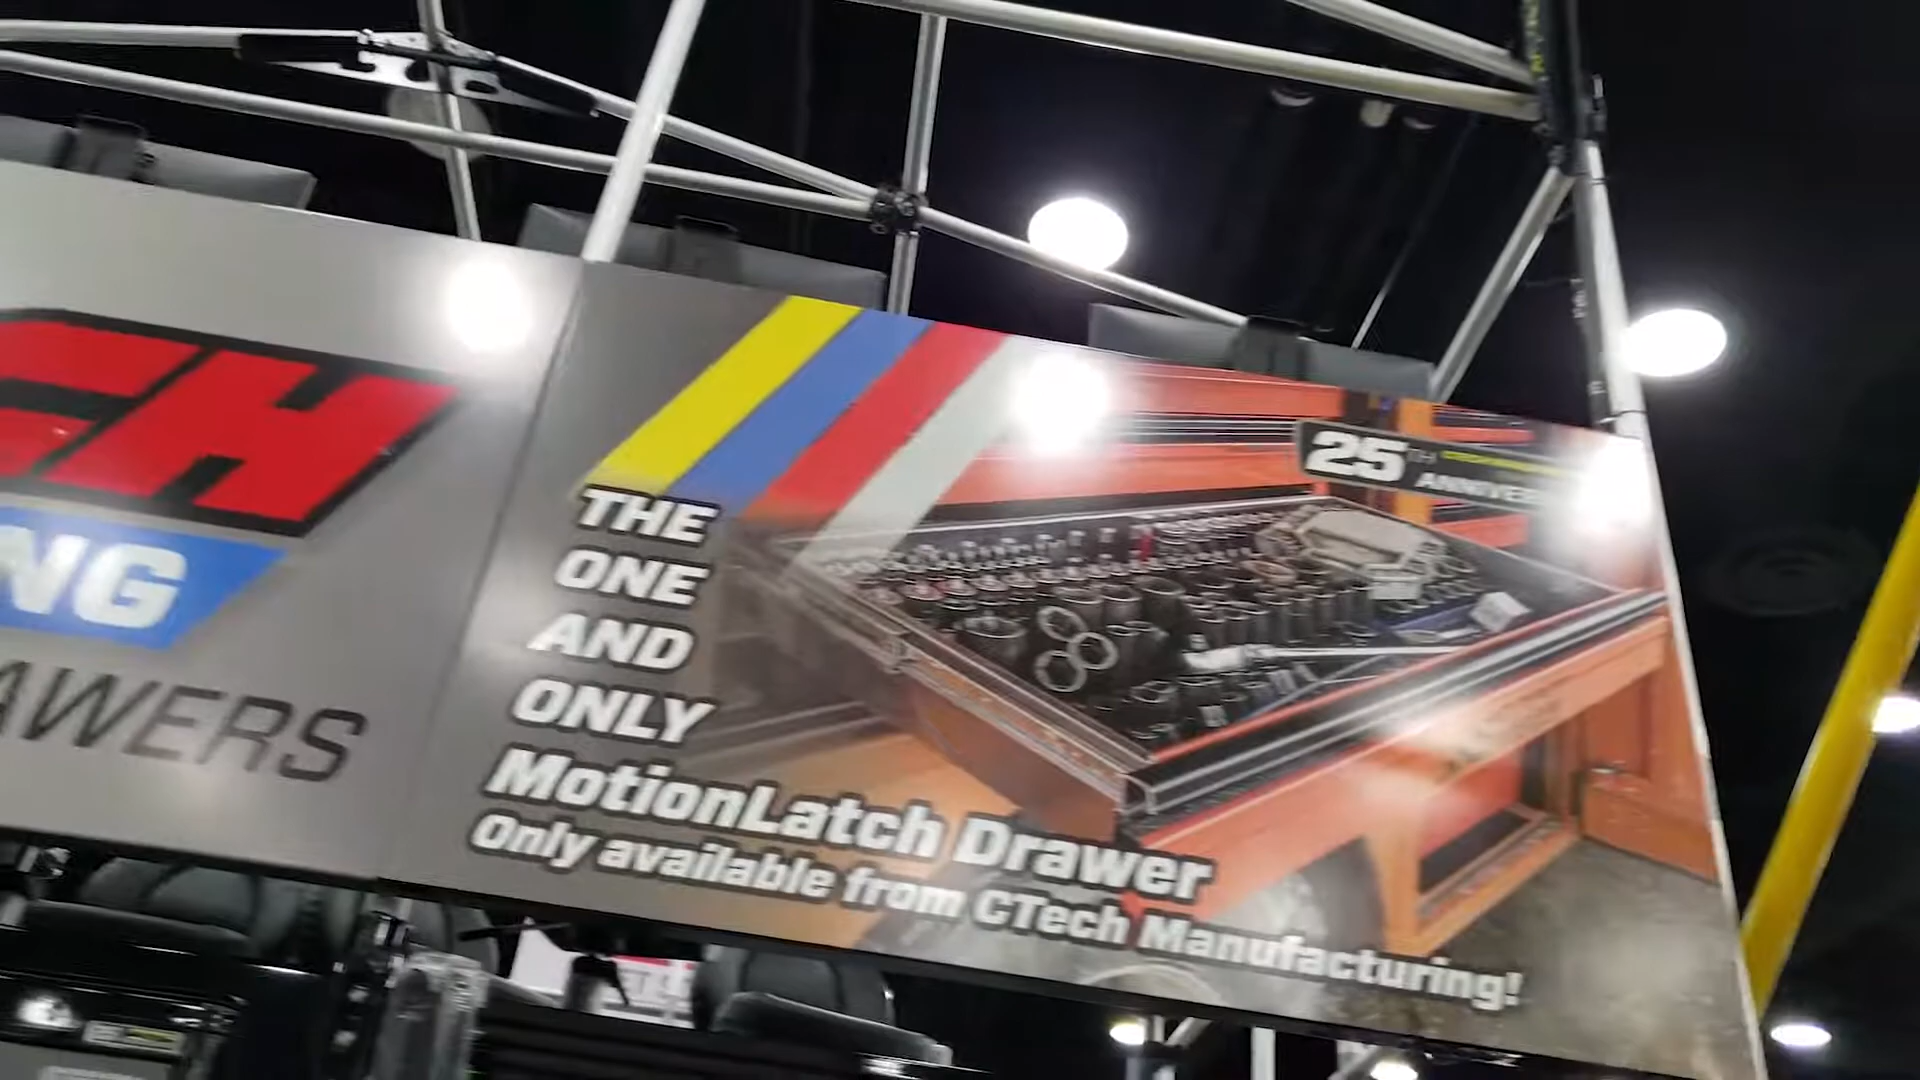 CH
NG
AWERS
THE
ONE
AND
ONLY
MotionLatch Drawer
Only available from CTech Manufacturing!
25TH